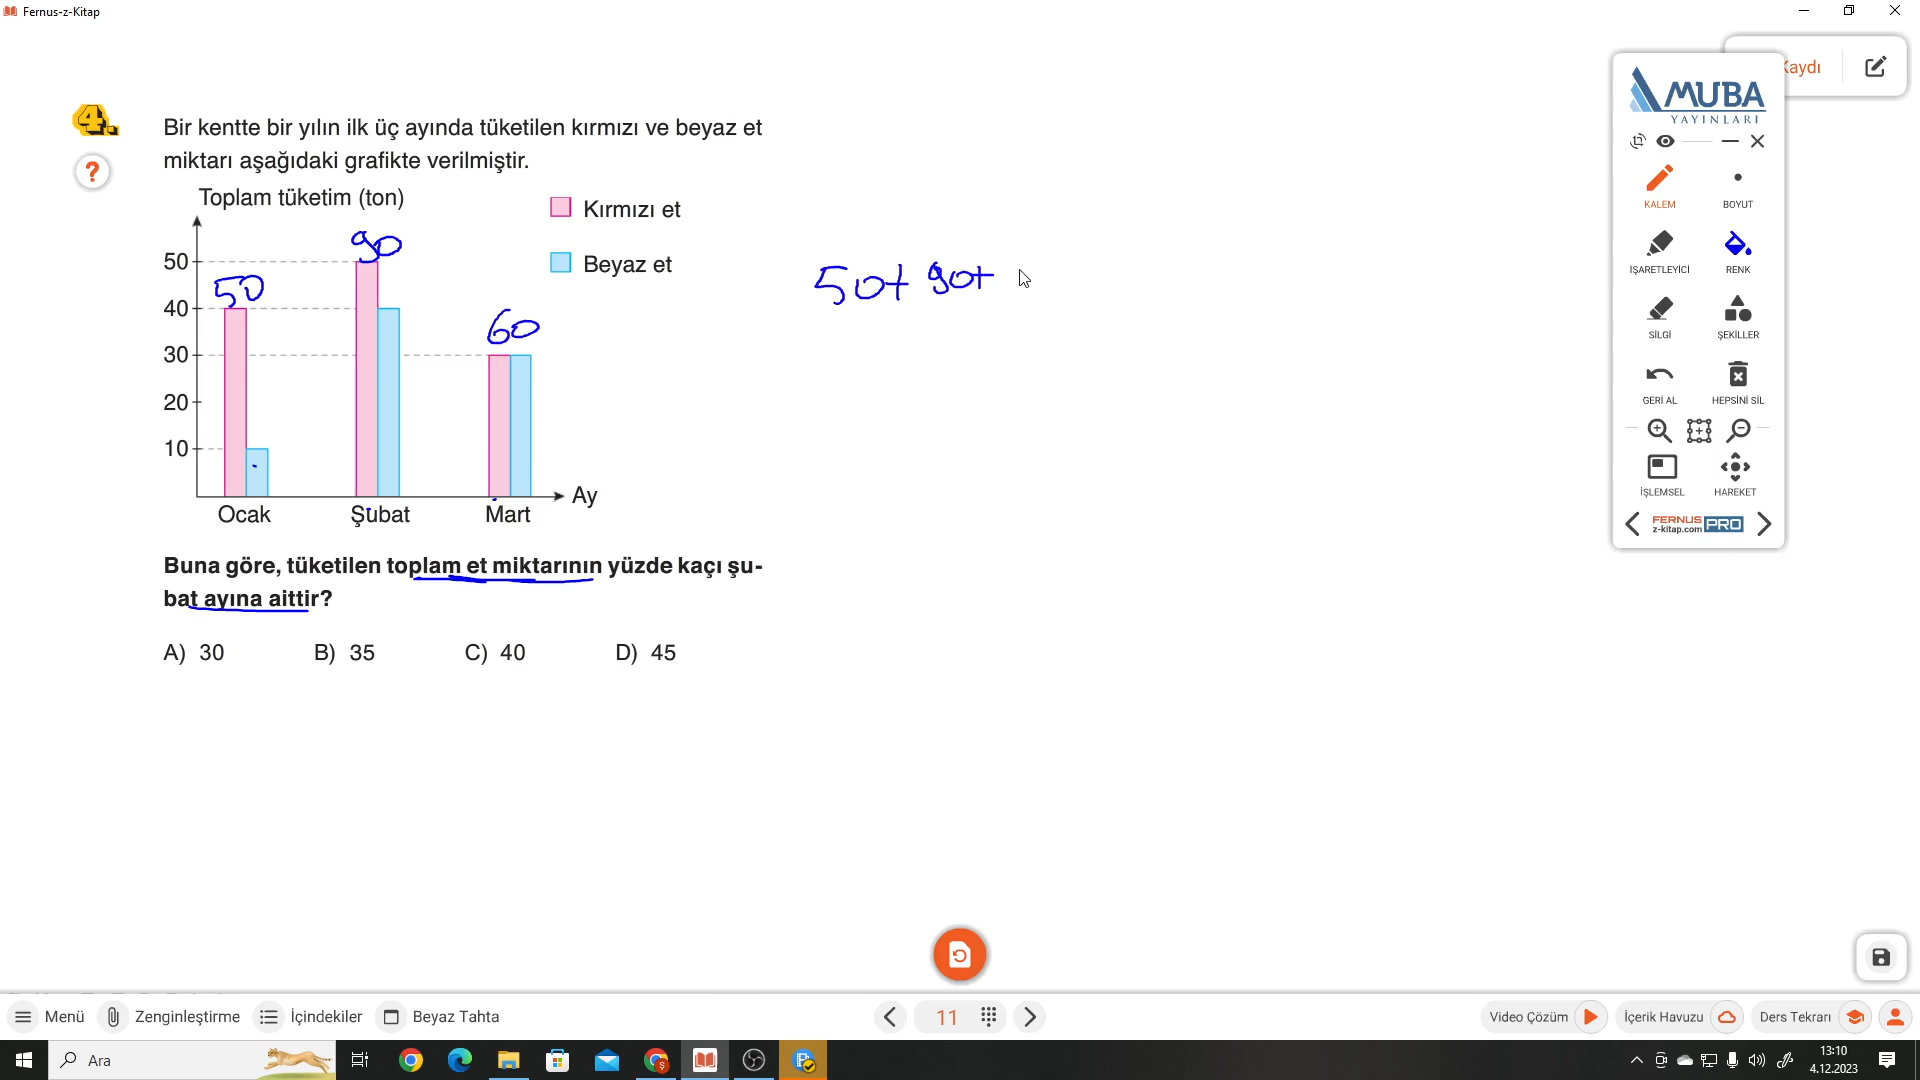 Fernus-z-Kitap
Kaydı
4.
Bir kentte bir yılın ilk üç ayında tüketilen kırmızı ve beyaz et
miktarı aşağıdaki grafikte verilmiştir.
?
Toplam tüketim (ton)
Kırmızı et
Beyaz et
50
40
30
20
10
50
90
60
Ocak
Şubat
Mart
Ay
50+ 90+
Buna göre, tüketilen toplam et miktarının yüzde kaçı şu-
bat ayına aittir?
A) 30 B) 35 C) 40 D) 45
MUBA
YAYINLARI
KALEM BOYUT
İŞARETLEYİCİ RENK
SİLGİ ŞEKİLLER
GERİ AL HEPSİNİ SİL
İŞLEMSEL HAREKET
FERNUS
z-kitap.com PRO
Menü Zenginleştirme İçindekiler Beyaz Tahta 11 Video Çözüm İçerik Havuzu Ders Tekrarı
Ara
13:10
4.12.2023